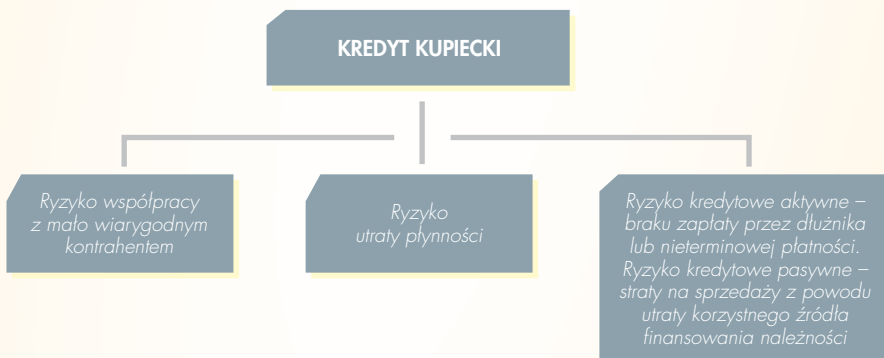 KREDYT KUPIECKI
Ryzyko współpracy
z mało wiarygodnym
kontrahentem
Ryzyko
utraty płynności
Ryzyko kredytowe aktywne –
braku zapłaty przez dłużnika
lub nieterminowej płatności.
Ryzyko kredytowe pasywne –
straty na sprzedaży z powodu
utraty korzystnego źródła
finansowania należności